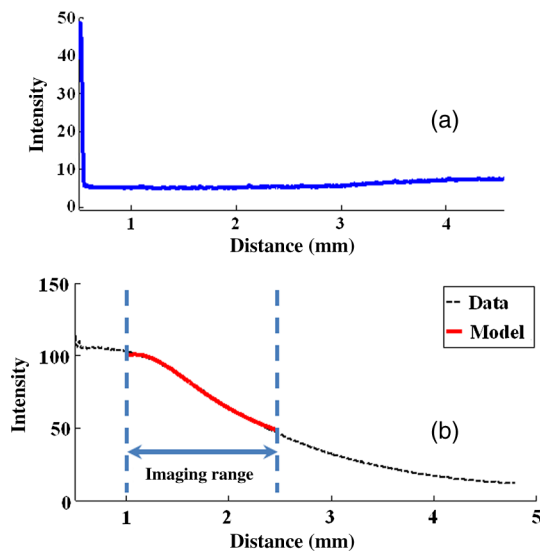 50
40
30
20
10
0
Intensity
(a)
1 2 3 4
Distance (mm)
150
100
50
0
Intensity
Data
Model
(b)
Imaging range
1 2 3 4 5
Distance (mm)